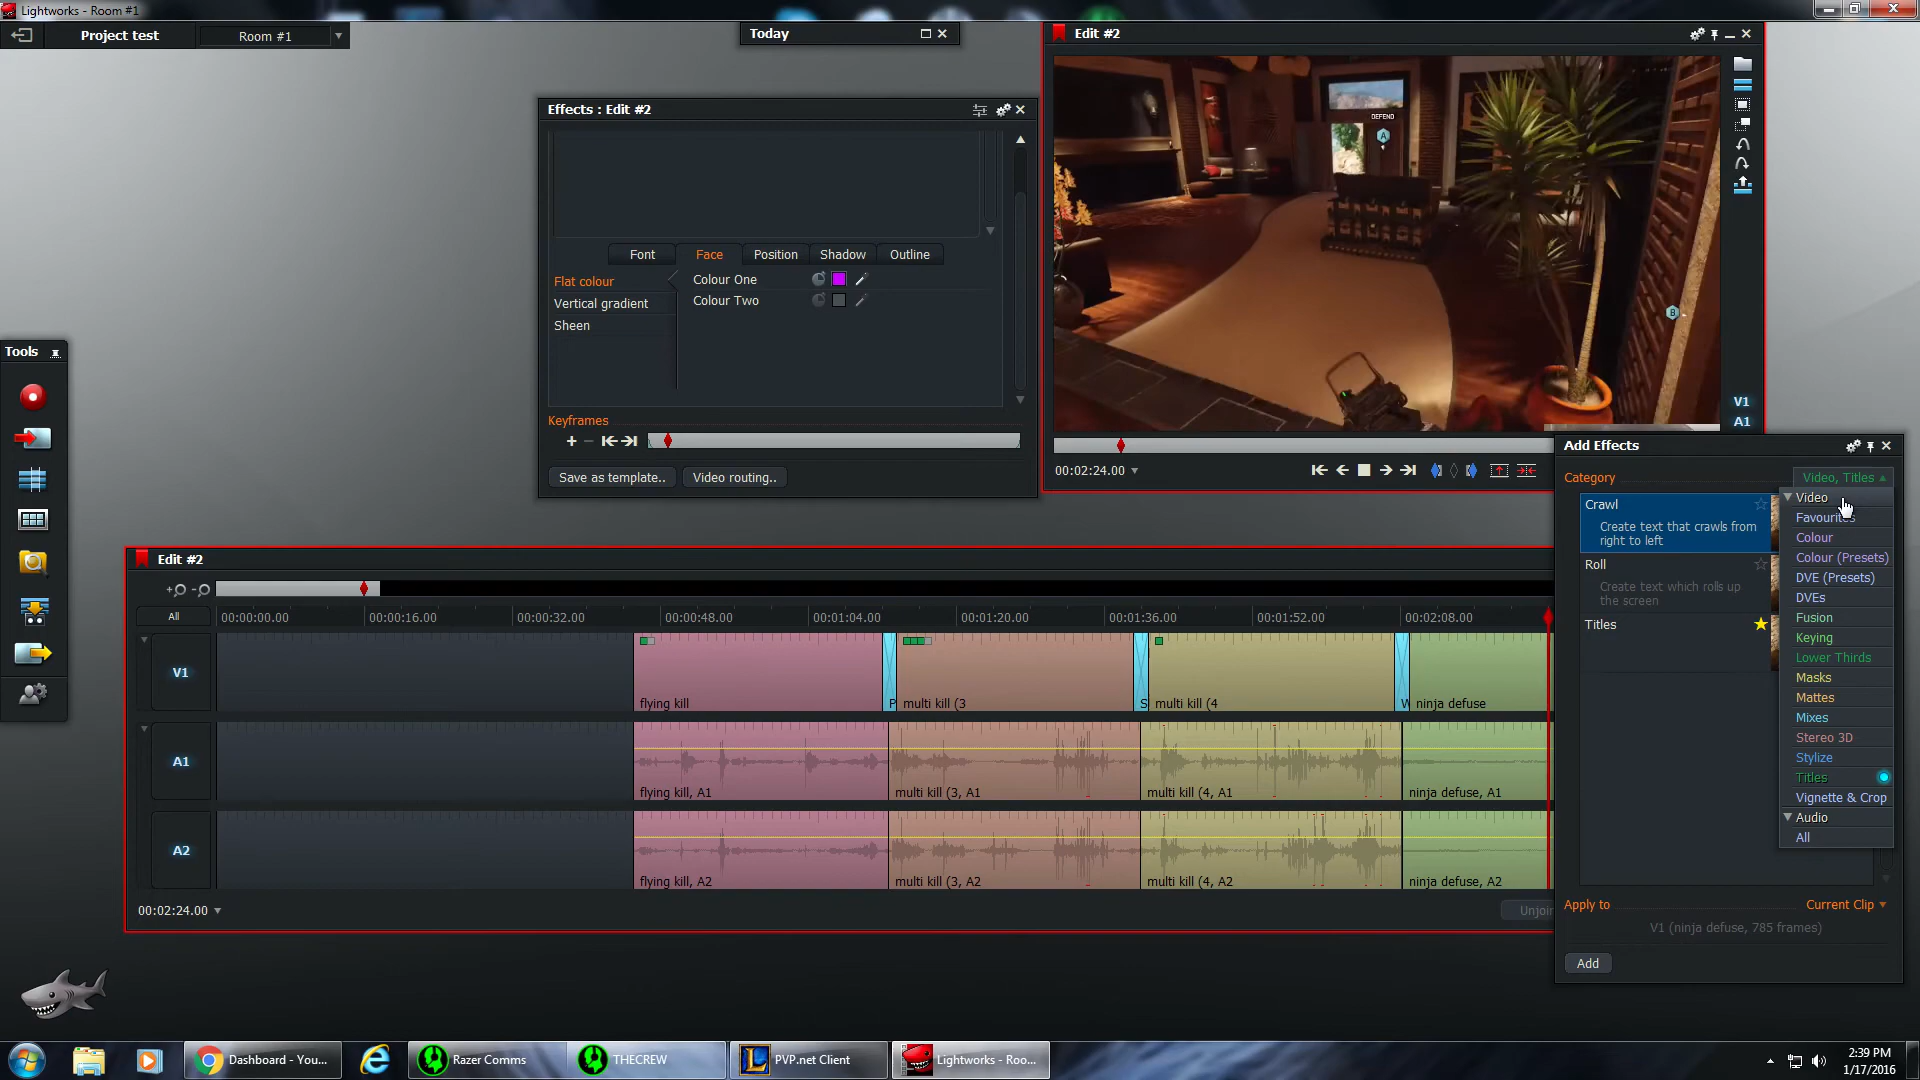 Lightworks - Room #1
Project test
Room #1
Today
Edit #2
Effects : Edit #2
DEFEND
A
B
Font
Face
Position
Shadow
Outline
Flat colour
Colour One
Vertical gradient
Colour Two
Sheen
Tools
V1
A1
Keyframes
Save as template..
Video routing..
00:02:24.00
Add Effects
Category
Video, Titles
Crawl
Create text that crawls from
right to left
Roll
Create text which rolls up
the screen
Titles
Video
Favourites
Colour
Colour (Presets)
DVE (Presets)
DVEs
Fusion
Keying
Lower Thirds
Masks
Mattes
Mixes
Stereo 3D
Stylize
Titles
Vignette & Crop
Audio
All
Apply to
Current Clip
V1 (ninja defuse, 785 frames)
Add
Edit #2
All
00:00:00.00
00:00:16.00
00:00:32.00
00:00:48.00
00:01:04.00
00:01:20.00
00:01:36.00
00:01:52.00
00:02:08.00
V1
flying kill
P
multi kill (3
S
multi kill (4
W
ninja defuse
A1
flying kill, A1
multi kill (3, A1
multi kill (4, A1
ninja defuse, A1
A2
flying kill, A2
multi kill (3, A2
multi kill (4, A2
ninja defuse, A2
00:02:24.00
Unjoin
Dashboard - You...
Razer Comms
THECREW
PVP.net Client
Lightworks - Roo...
2:39 PM
1/17/2016